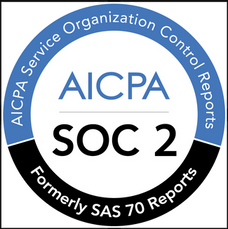 AICPA Service Organization Control Reports
AICPA
SOC 2
Formerly SAS 70 Reports